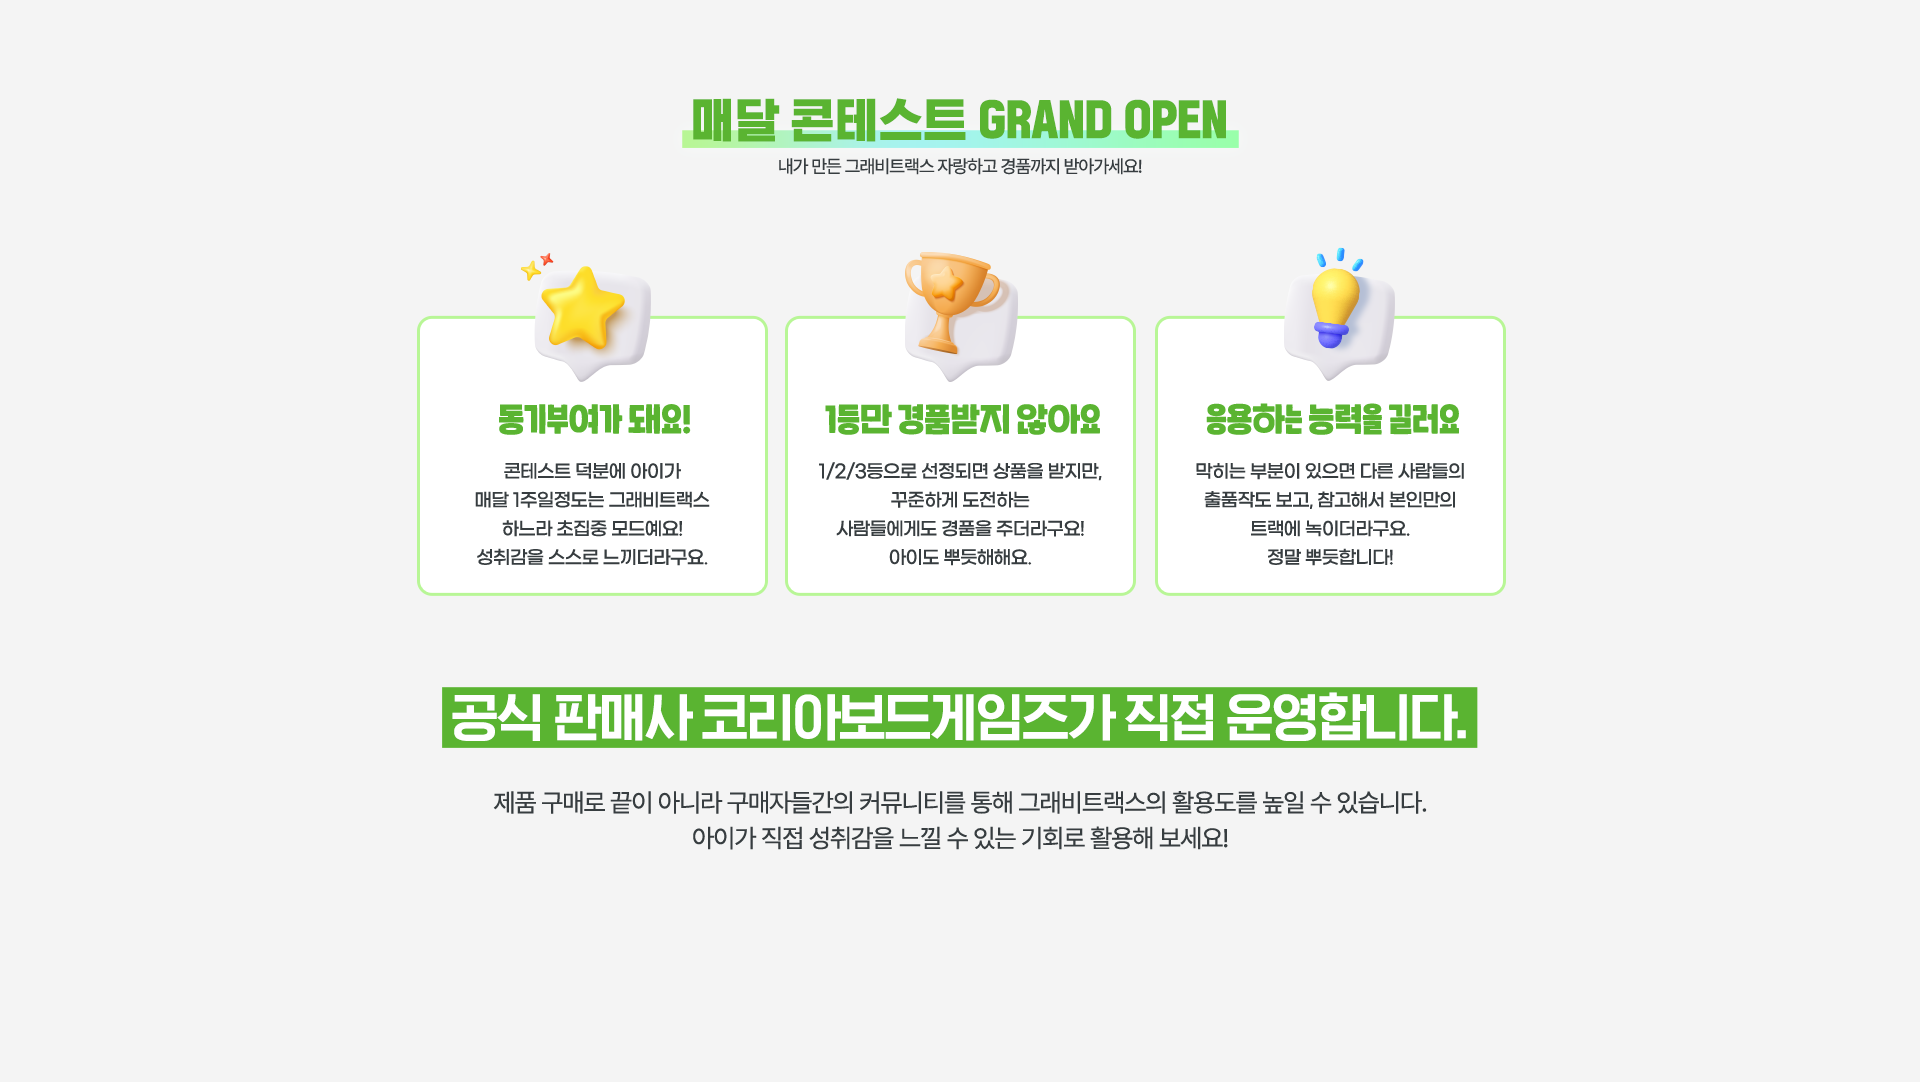 매달 콘테스트 GRAND OPEN
내가 만든 그래비트랙스 자랑하고 경품까지 받아가세요!
동기부여가 돼요!
콘테스트 덕분에 아이가
매달 1주일정도는 그래비트랙스
하느라 초집중 모드예요!
성취감을 스스로 느끼더라구요.
1등만 경품받지 않아요
1/2/3등으로 선정되면 상품을 받지만,
꾸준하게 도전하는
사람들에게도 경품을 주더라구요!
아이도 뿌듯해해요.
응용하는 능력을 길러요
막히는 부분이 있으면 다른 사람들의
출품작도 보고, 참고해서 본인만의
트랙에 녹이더라구요.
정말 뿌듯합니다!
공식 판매사 코리아보드게임즈가 직접 운영합니다.
제품 구매로 끝이 아니라 구매자들간의 커뮤니티를 통해 그래비트랙스의 활용도를 높일 수 있습니다.
아이가 직접 성취감을 느낄 수 있는 기회로 활용해 보세요!